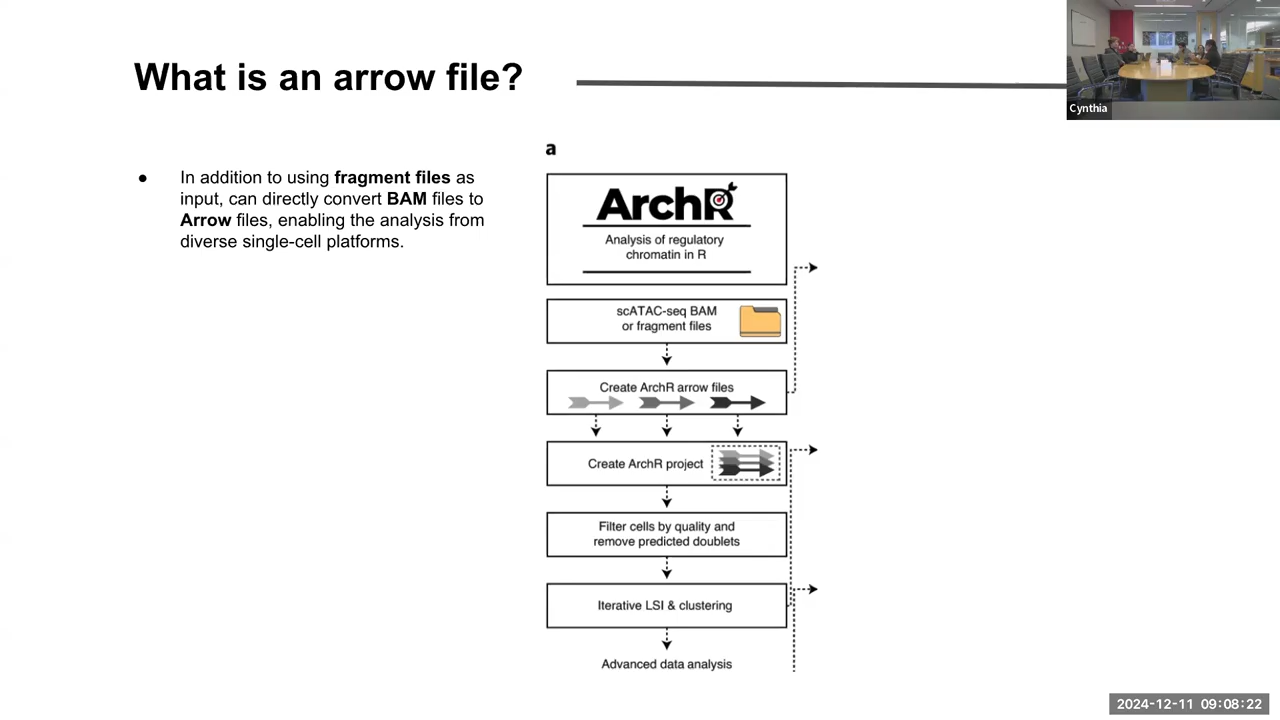 What is an arrow file?
Cynthia
● In addition to using fragment files as
input, can directly convert BAM files to
Arrow files, enabling the analysis from
diverse single-cell platforms.
a
ArchR
Analysis of regulatory
chromatin in R
scATAC-seq BAM
or fragment files
Create ArchR arrow files
Create ArchR project
Filter cells by quality and
remove predicted doublets
Iterative LSI & clustering
Advanced data analysis
2024-12-11 09:08:22